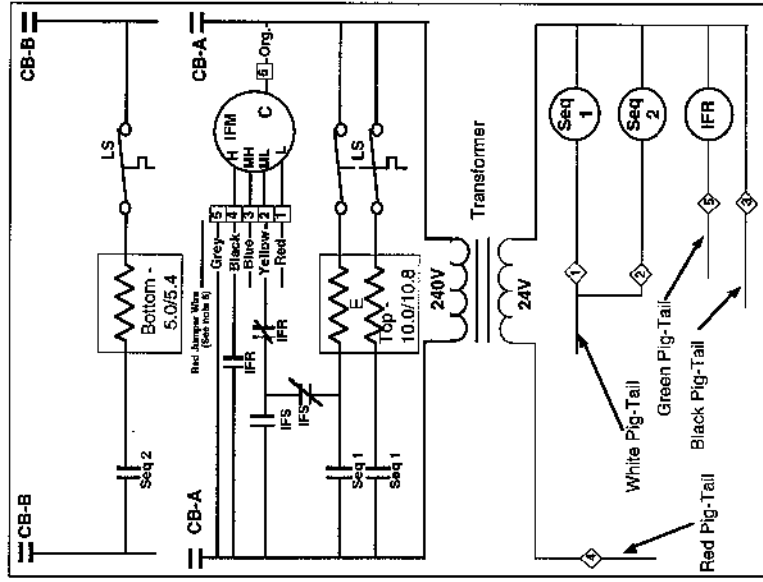 CB-B
CB-B
LS
Bottom -
5.0/5.4
Seq 2
CB-A
CB-A
6
Org.
IFM
C
H
MH
ML
L
5
4
3
2
1
Grey
Black
Blue
Yellow
Red
Red Jumper Wire
(See note 8)
IFR
IFR
IFS
IFS
LS
E
Top -
10.0/10.8
Seq 1
Seq 1
240V
Transformer
24V
Seq
1
Seq
2
IFR
1
2
5
3
4
White Pig-Tail
Green Pig-Tail
Black Pig-Tail
Red Pig-Tail